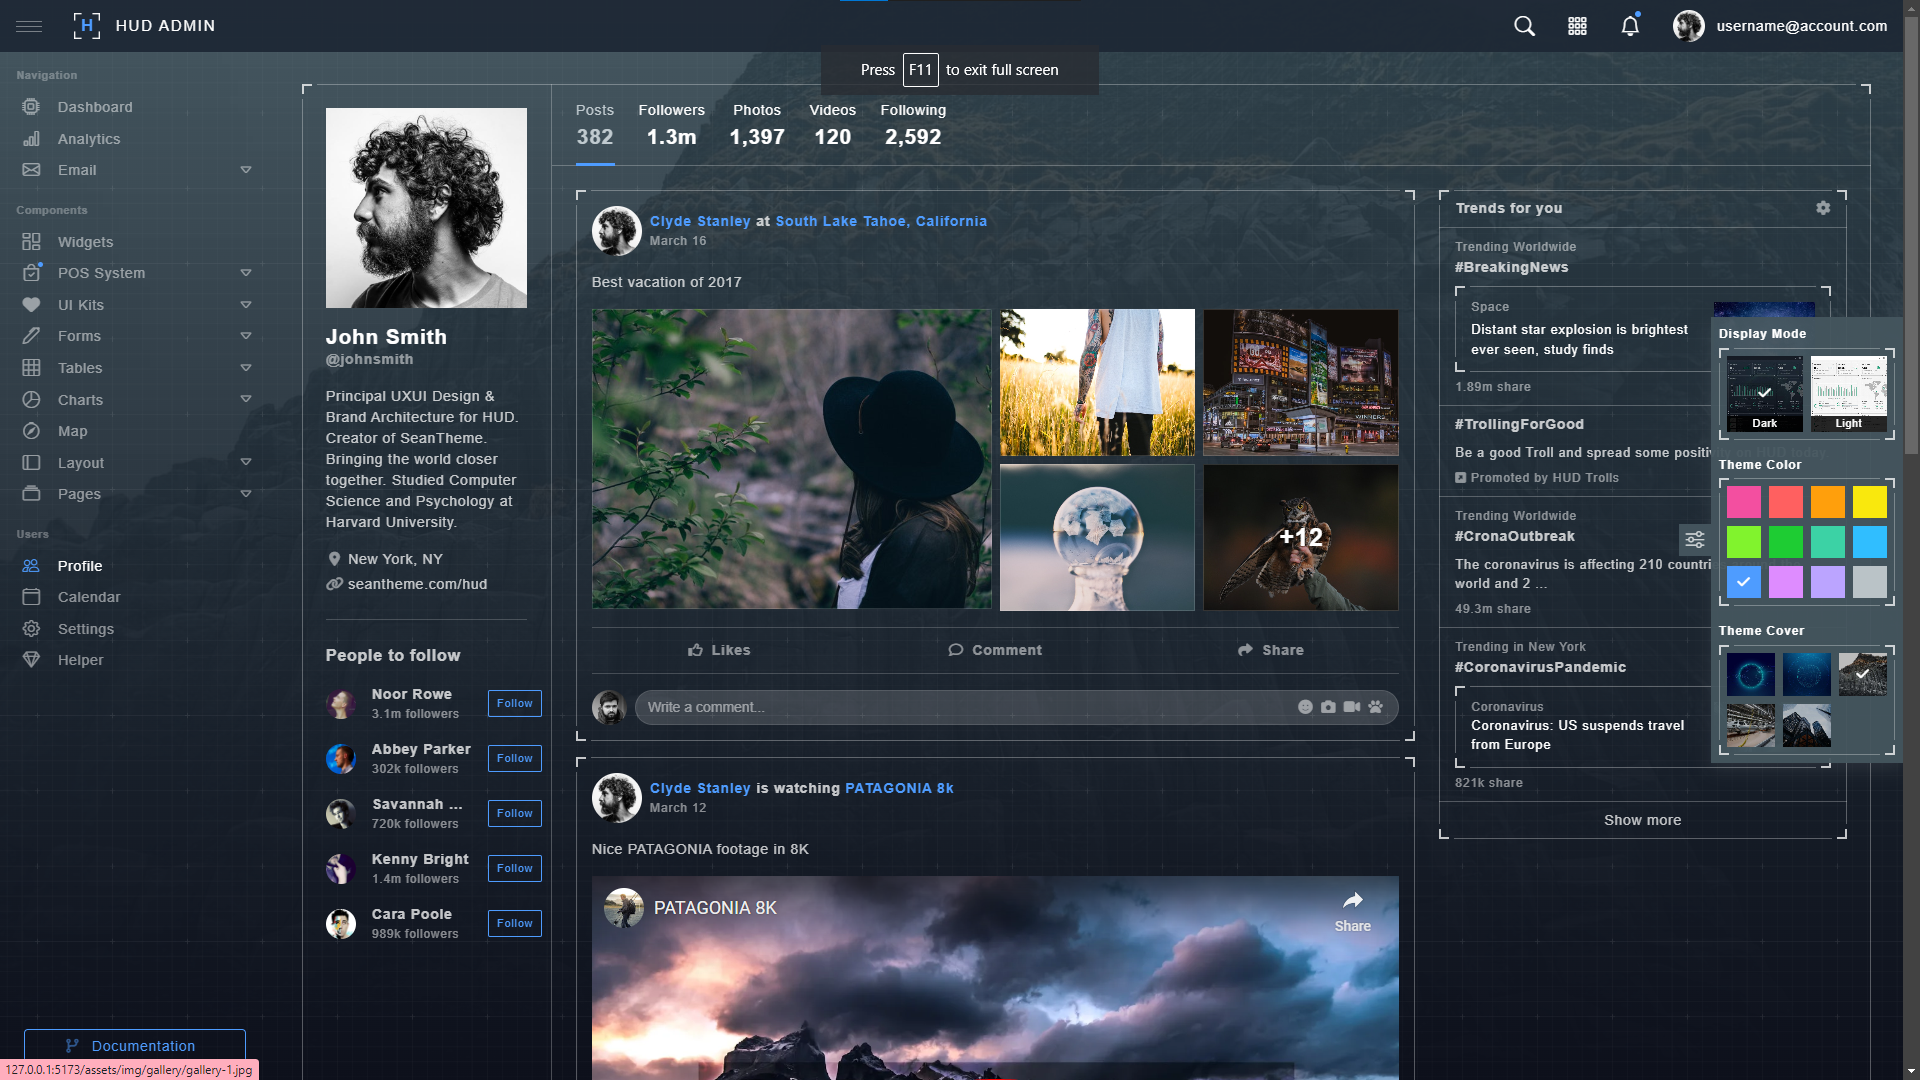 HUD ADMIN
username@account.com
Press F11 to exit full screen
Navigation
Dashboard
Analytics
Email
Components
Widgets
POS System
UI Kits
Forms
Tables
Charts
Map
Layout
Pages
Users
Profile
Calendar
Settings
Helper
Documentation
127.0.0.1:5173/assets/img/gallery/gallery-1.jpg
John Smith
@johnsmith
Principal UXUI Design &
Brand Architecture for HUD.
Creator of SeanTheme.
Bringing the world closer
together. Studied Computer
Science and Psychology at
Harvard University.
New York, NY
seantheme.com/hud
People to follow
Noor Rowe
3.1m followers
Follow
Abbey Parker
302k followers
Follow
Savannah ...
720k followers
Follow
Kenny Bright
1.4m followers
Follow
Cara Poole
989k followers
Follow
Posts Followers Photos Videos Following
382 1.3m 1,397 120 2,592
Clyde Stanley at South Lake Tahoe, California
March 16
Best vacation of 2017
+12
Likes Comment Share
Write a comment...
Clyde Stanley is watching PATAGONIA 8k
March 12
Nice PATAGONIA footage in 8K
PATAGONIA 8K
Share
Trends for you
Trending Worldwide
#BreakingNews
Space
Distant star explosion is brightest
ever seen, study finds
1.89m share
#TrollingForGood
Be a good Troll and spread some positivity on HUD today
Promoted by HUD Trolls
Trending Worldwide
#CronaOutbreak
The coronavirus is affecting 210 countri
world and 2 ...
49.3m share
Trending in New York
#CoronavirusPandemic
Coronavirus
Coronavirus: US suspends travel
from Europe
821k share
Show more
Display Mode
Dark Light
Theme Color
Theme Cover